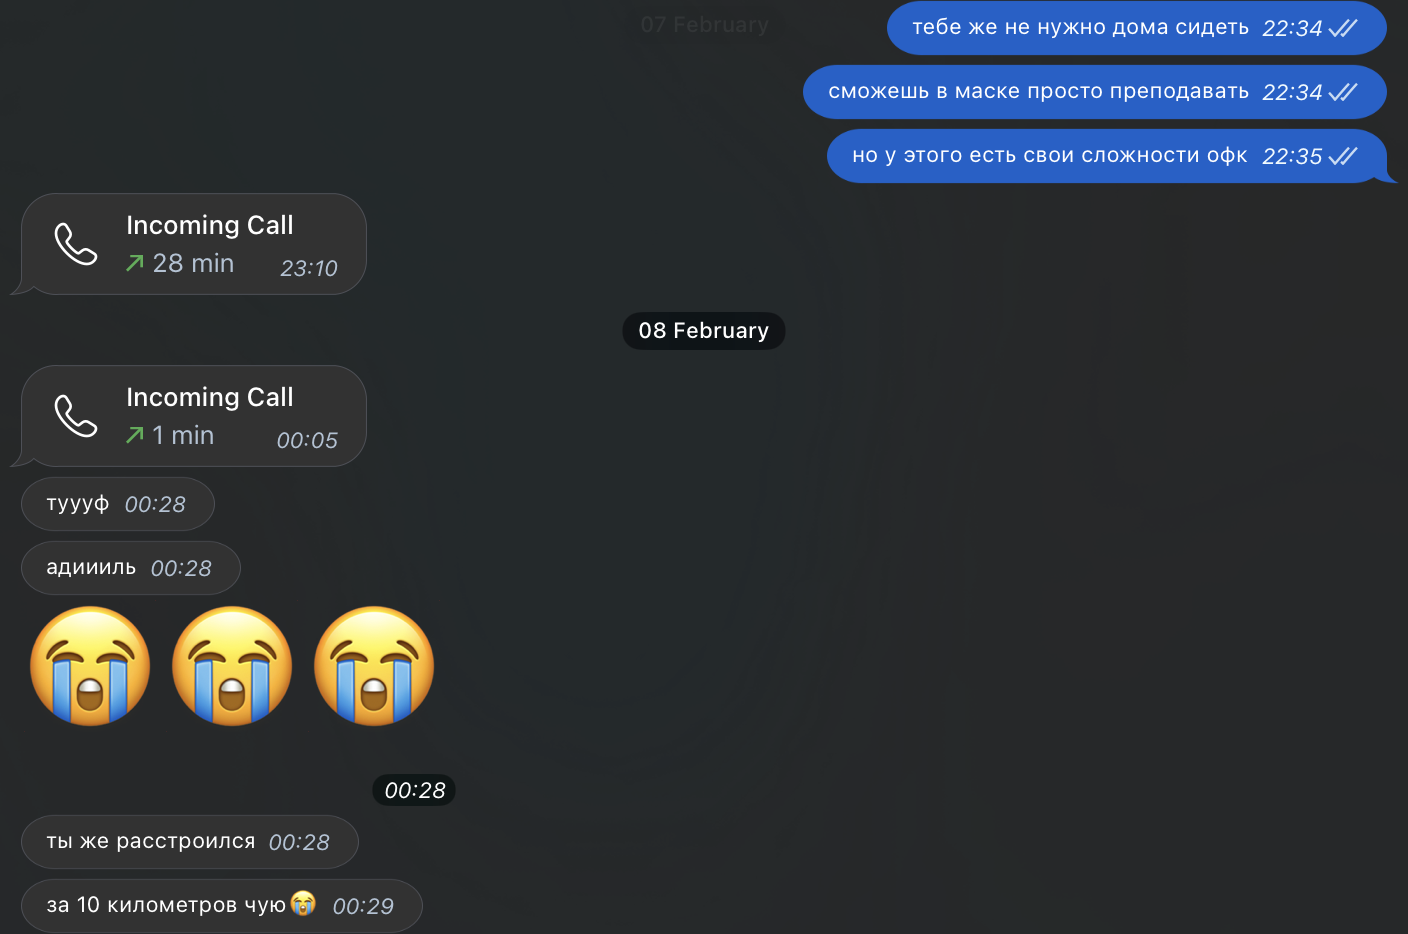 07 February
тебе же не нужно дома сидеть 22:34
сможешь в маске просто преподавать 22:34
но у этого есть свои сложности офк 22:35
Incoming Call
28 min 23:10
08 February
Incoming Call
1 min 00:05
туууф 00:28
адиииль 00:28
00:28
ты же расстроился 00:28
за 10 километров чую😭 00:29